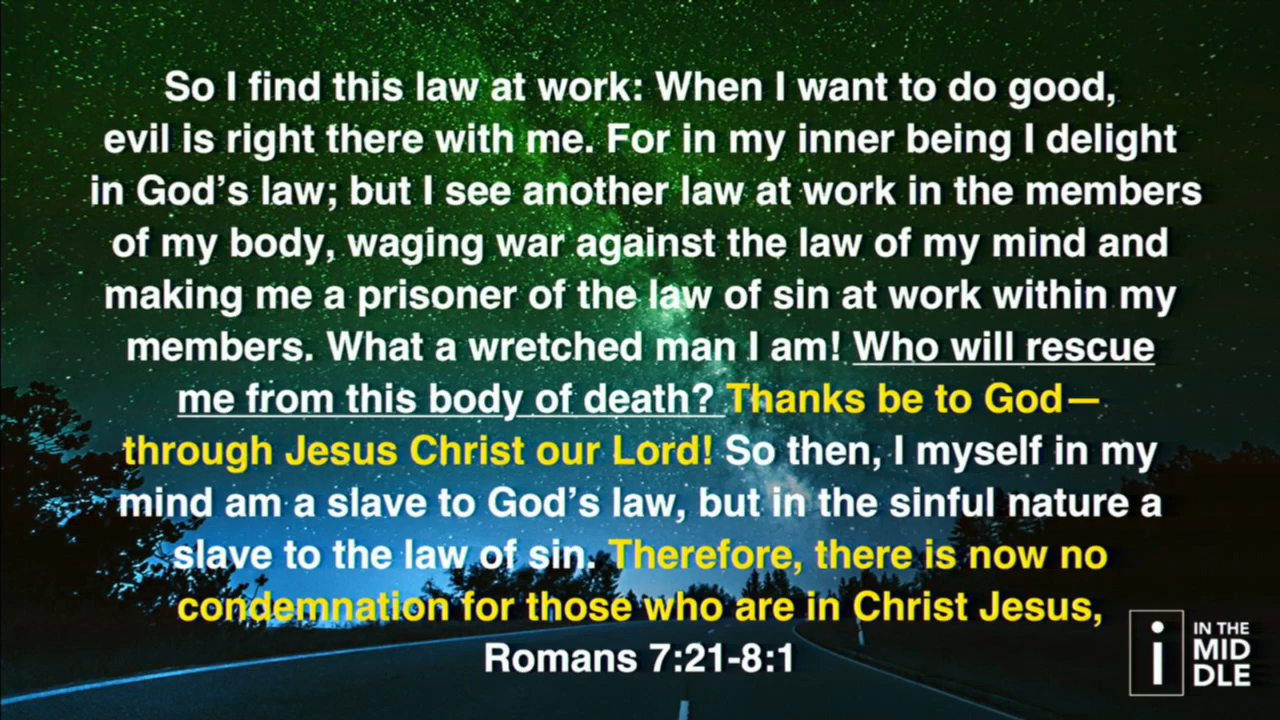 So I find this law at work: When I want to do good,
evil is right there with me. For in my inner being I delight
in God’s law; but I see another law at work in the members
of my body, waging war against the law of my mind and
making me a prisoner of the law of sin at work within my
members. What a wretched man I am! Who will rescue
me from this body of death? Thanks be to God—
through Jesus Christ our Lord! So then, I myself in my
mind am a slave to God’s law, but in the sinful nature a
slave to the law of sin. Therefore, there is now no
condemnation for those who are in Christ Jesus,
Romans 7:21-8:1
i
IN THE
MID
DLE